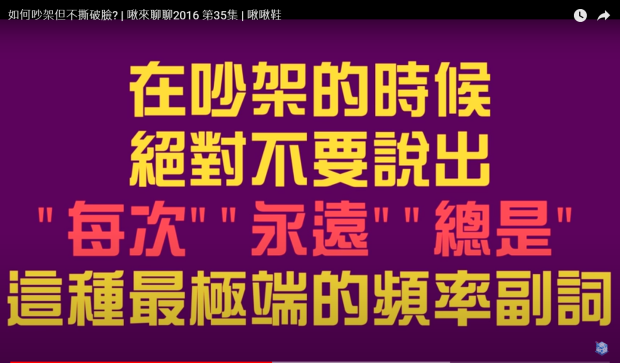 如何吵架但不撕破臉? | 啾來聊聊2016 第35集 | 啾啾鞋
在吵架的時候
絕對不要說出
"每次" "永遠" "總是"
這種最極端的頻率副詞